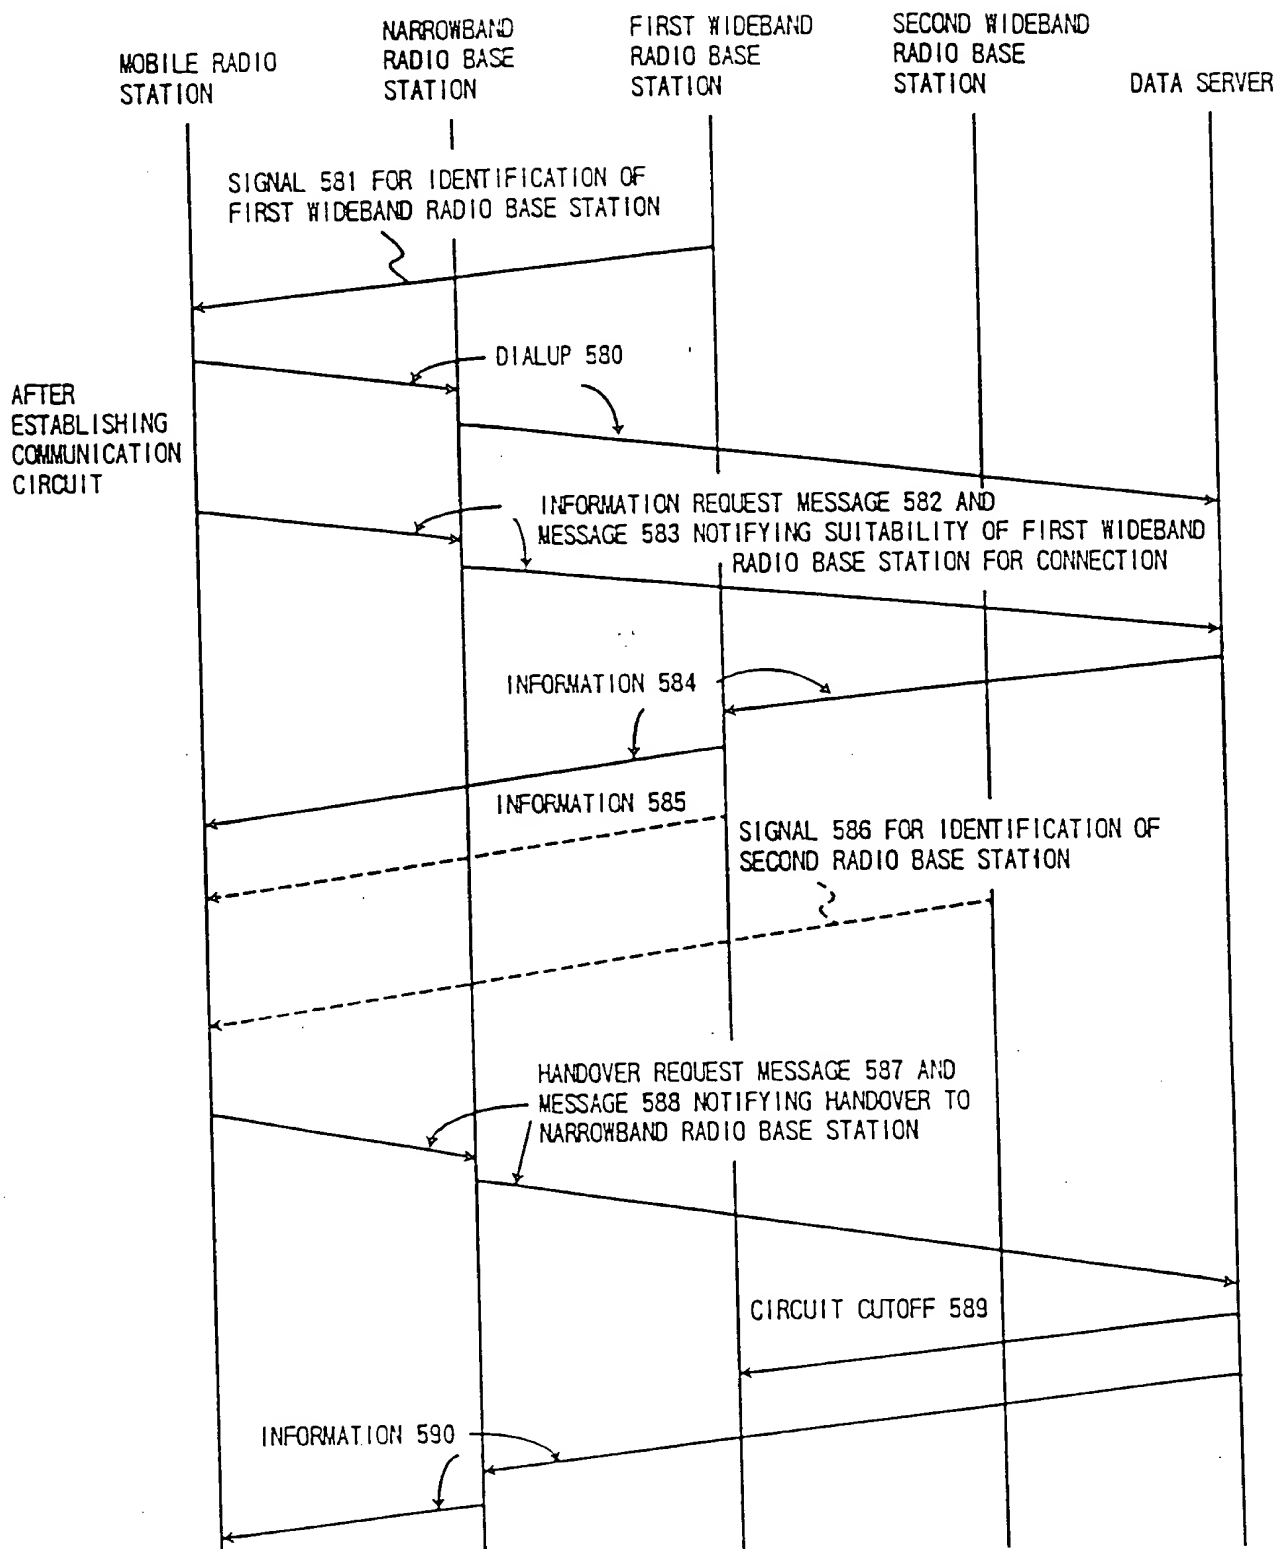 MOBILE RADIO
STATION
NARROWBAND
RADIO BASE
STATION
FIRST WIDEBAND
RADIO BASE
STATION
SECOND WIDEBAND
RADIO BASE
STATION
DATA SERVER
SIGNAL 581 FOR IDENTIFICATION OF
FIRST WIDEBAND RADIO BASE STATION
DIALUP 580
AFTER
ESTABLISHING
COMMUNICATION
CIRCUIT
INFORMATION REQUEST MESSAGE 582 AND
MESSAGE 583 NOTIFYING SUITABILITY OF FIRST WIDEBAND
RADIO BASE STATION FOR CONNECTION
INFORMATION 584
INFORMATION 585
SIGNAL 586 FOR IDENTIFICATION OF
SECOND RADIO BASE STATION
HANDOVER REQUEST MESSAGE 587 AND
MESSAGE 588 NOTIFYING HANDOVER TO
NARROWBAND RADIO BASE STATION
CIRCUIT CUTOFF 589
INFORMATION 590